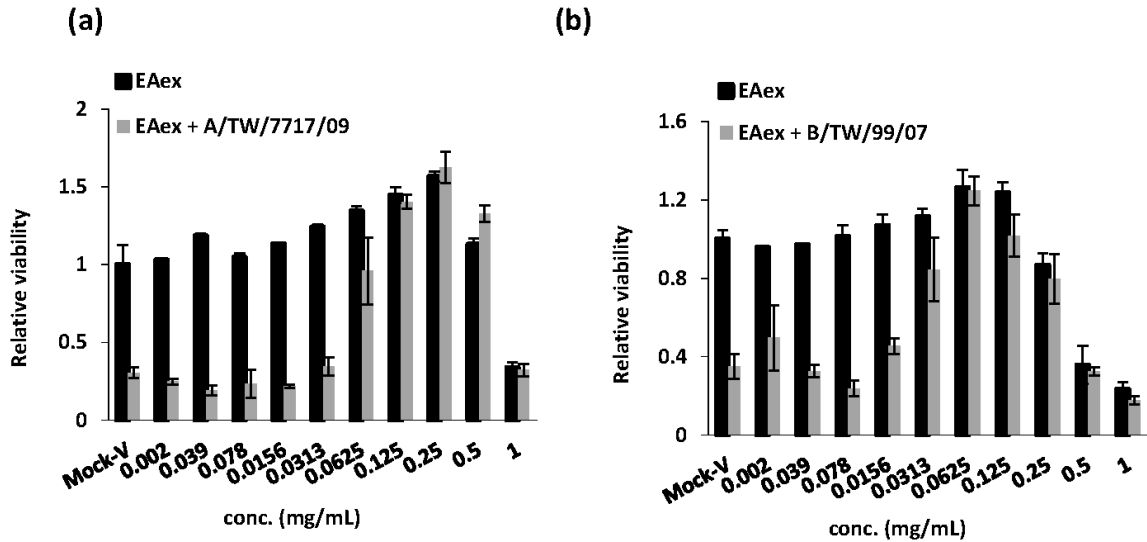 (a)
EAex
EAex + A/TW/7717/09
2
1.5
1
0.5
0
Relative viability
Mock-V
0.002
0.039
0.078
0.0156
0.0313
0.0625
0.125
0.25
0.5
1
conc. (mg/mL)
(b)
EAex
EAex + B/TW/99/07
1.6
1.2
0.8
0.4
0
Relative viability
Mock-V
0.002
0.039
0.078
0.0156
0.0313
0.0625
0.125
0.25
0.5
1
conc. (mg/mL)